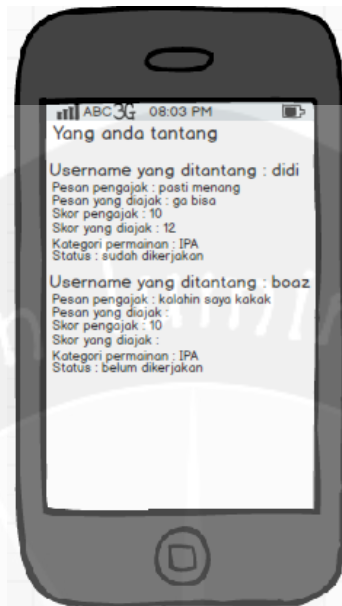 ABC 3G 08:03 PM
Yang anda tantang
Username yang ditantang : didi
Pesan pengajak : pasti menang
Pesan yang diajak : ga bisa
Skor pengajak : 10
Skor yang diajak : 12
Kategori permainan : IPA
Status : sudah dikerjakan
Username yang ditantang : boaz
Pesan pengajak : kalahin saya kakak
Pesan yang diajak :
Skor pengajak : 10
Skor yang diajak :
Kategori permainan : IPA
Status : belum dikerjakan